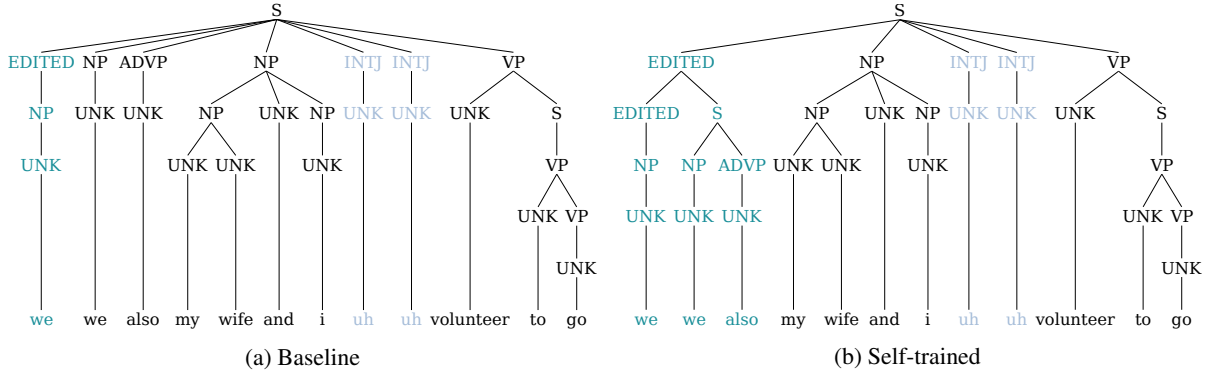 S S
EDITED NP ADVP NP INTJ INTJ VP EDITED NP INTJ INTJ VP
NP UNK UNK NP UNK NP UNK UNK UNK S EDITED S NP UNK NP UNK UNK UNK S
UNK UNK UNK UNK VP NP NP ADVP UNK UNK UNK VP
UNK VP UNK UNK UNK UNK VP
UNK UNK
we we also my wife and i uh uh volunteer to go we we also my wife and i uh uh volunteer to go
(a) Baseline (b) Self-trained